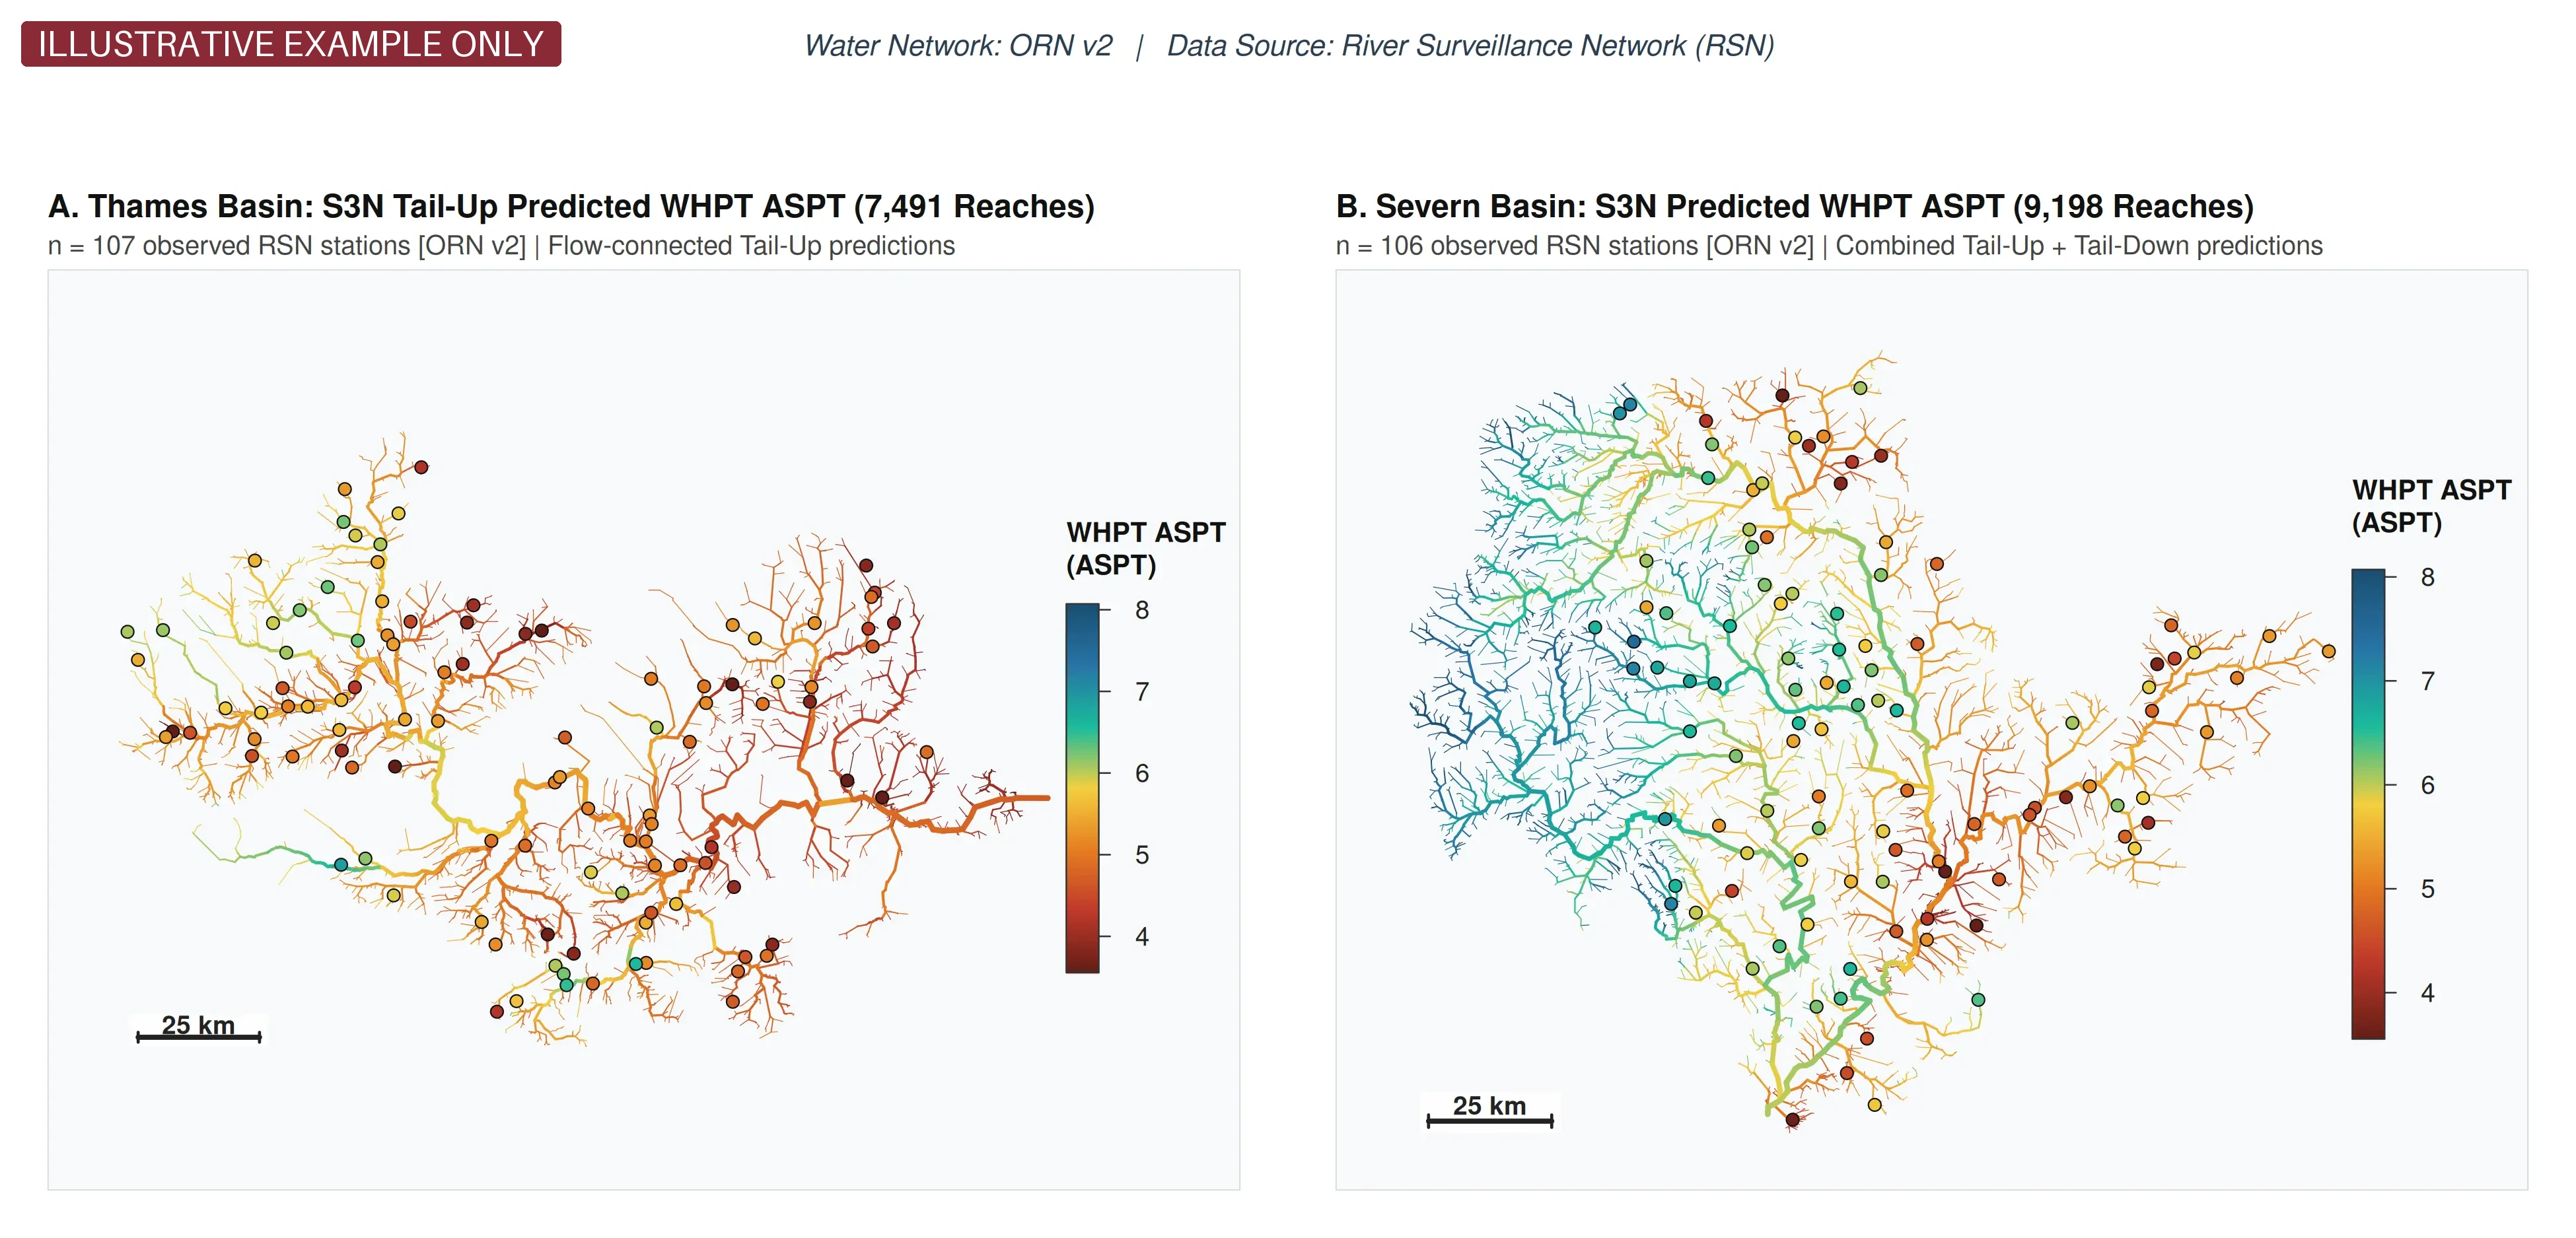 ILLUSTRATIVE EXAMPLE ONLY
Water Network: ORN v2 | Data Source: River Surveillance Network (RSN)
A. Thames Basin: S3N Tail-Up Predicted WHPT ASPT (7,491 Reaches)
n = 107 observed RSN stations [ORN v2] | Flow-connected Tail-Up predictions
WHPT ASPT
(ASPT)
8
7
6
5
4
25 km
B. Severn Basin: S3N Predicted WHPT ASPT (9,198 Reaches)
n = 106 observed RSN stations [ORN v2] | Combined Tail-Up + Tail-Down predictions
WHPT ASPT
(ASPT)
8
7
6
5
4
25 km